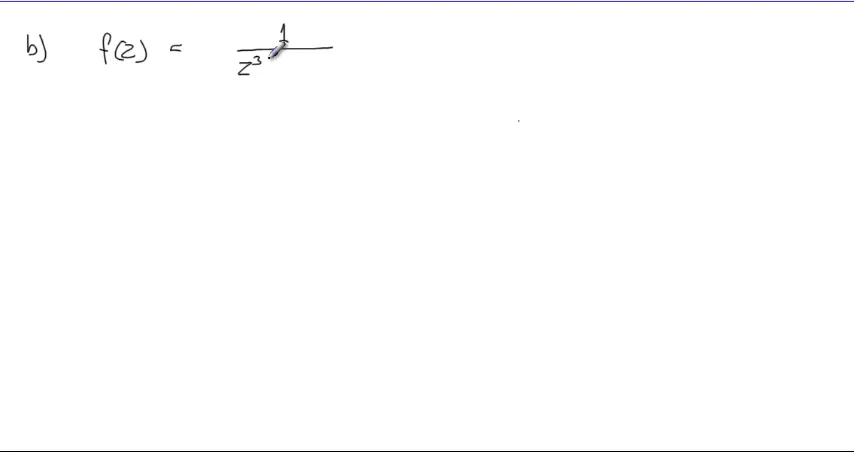 b) f(z) = 1/z³